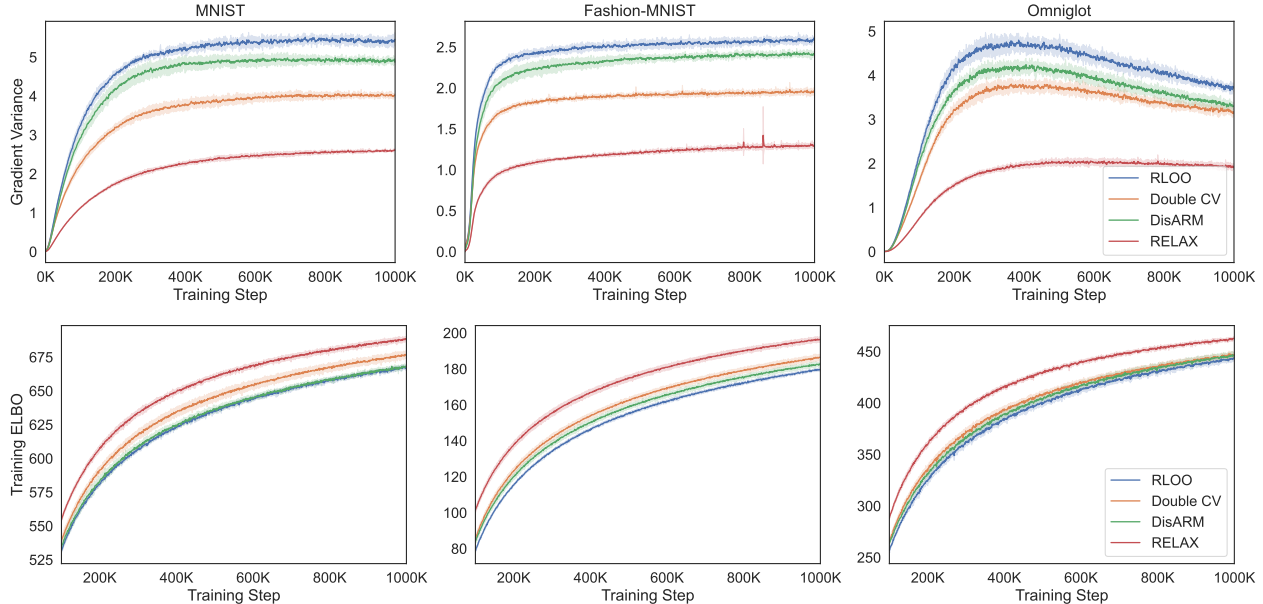 MNIST
Fashion-MNIST
Omniglot
Gradient Variance
5
4
3
2
1
0
0K 200K 400K 600K 800K 1000K
Training Step
2.5
2.0
1.5
1.0
0.5
0.0
0K 200K 400K 600K 800K 1000K
Training Step
5
4
3
2
1
0
RLOO
Double CV
DisARM
RELAX
0K 200K 400K 600K 800K 1000K
Training Step
Training ELBO
675
650
625
600
575
550
525
200K 400K 600K 800K 1000K
Training Step
200
180
160
140
120
100
80
200K 400K 600K 800K 1000K
Training Step
450
400
350
300
250
RLOO
Double CV
DisARM
RELAX
200K 400K 600K 800K 1000K
Training Step